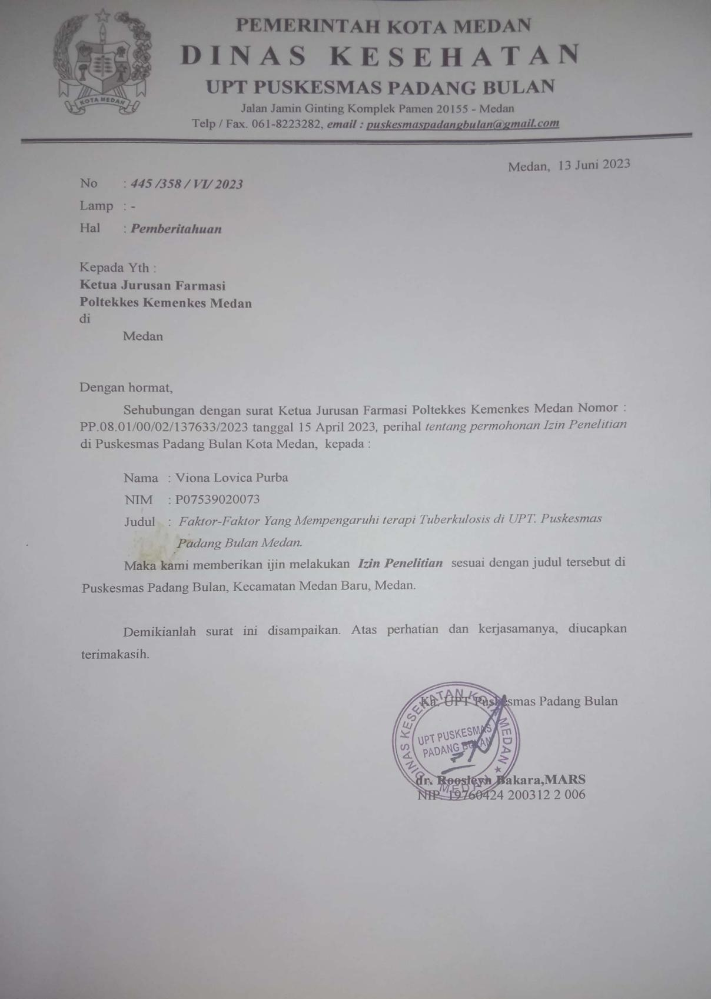 PEMERINTAH KOTA MEDAN
DINAS KESEHATAN
UPT PUSKESMAS PADANG BULAN
Jalan Jamin Ginting Komplek Pamen 20155 - Medan
Telp / Fax. 061-8223282, email : puskesmaspadangbulan@gmail.com
KOTA MEDAN
Medan, 13 Juni 2023
No : 445 /358 / VI/ 2023
Lamp : -
Hal : Pemberitahuan
Kepada Yth :
Ketua Jurusan Farmasi
Poltekkes Kemenkes Medan
di
Medan
Dengan hormat,
Sehubungan dengan surat Ketua Jurusan Farmasi Poltekkes Kemenkes Medan Nomor :
PP.08.01/00/02/137633/2023 tanggal 15 April 2023, perihal tentang permohonan Izin Penelitian
di Puskesmas Padang Bulan Kota Medan, kepada :
Nama : Viona Lovica Purba
NIM : P07539020073
Judul : Faktor-Faktor Yang Mempengaruhi terapi Tuberkulosis di UPT. Puskesmas
Padang Bulan Medan.
Maka kami memberikan ijin melakukan Izin Penelitian sesuai dengan judul tersebut di
Puskesmas Padang Bulan, Kecamatan Medan Baru, Medan.
Demikianlah surat ini disampaikan. Atas perhatian dan kerjasamanya, diucapkan
terimakasih.
Ka. UPT Puskesmas Padang Bulan
DINAS KESEHATAN KOTA MEDAN
UPT PUSKESMAS
PADANG BULAN
MEDAN
dr. Roosleyn Bakara,MARS
NIP. 19760424 200312 2 006